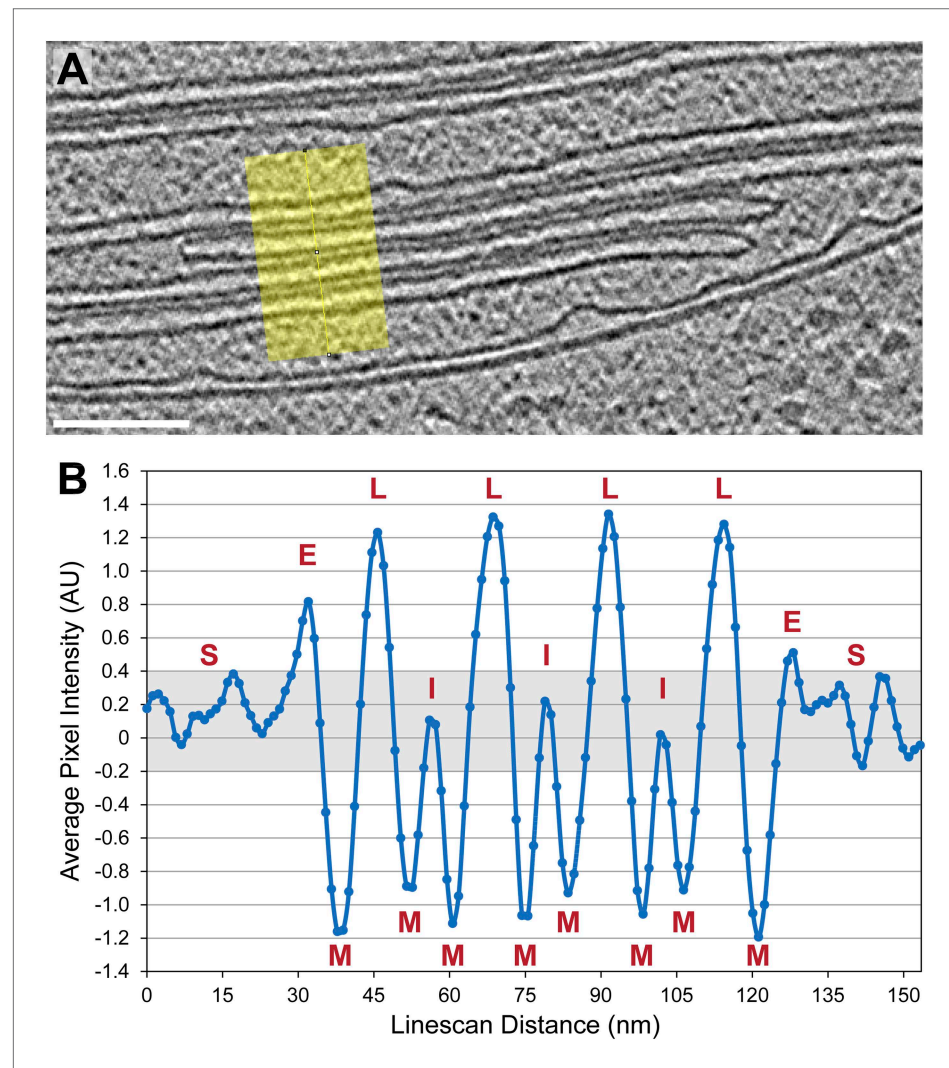 A
B
1.6
1.4
1.2
1.0
0.8
0.6
0.4
0.2
0
-0.2
-0.4
-0.6
-0.8
-1.0
-1.2
-1.4
Average Pixel Intensity (AU)
L L L L
E
E
S
I
S
I I
M M M
M M M M M
0 15 30 45 60 75 90 105 120 135 150
Linescan Distance (nm)